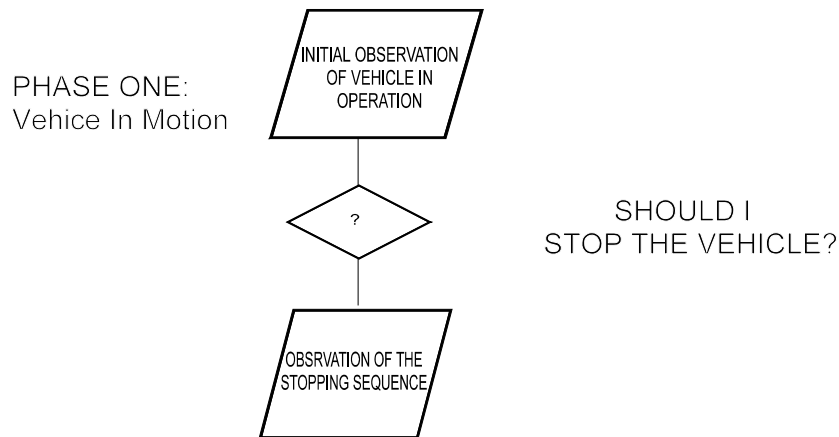 INITIAL OBSERVATION
OF VEHICLE IN
OPERATION
PHASE ONE:
Vehice In Motion
?
SHOULD I
STOP THE VEHICLE?
OBSRVATION OF THE
STOPPING SEQUENCE